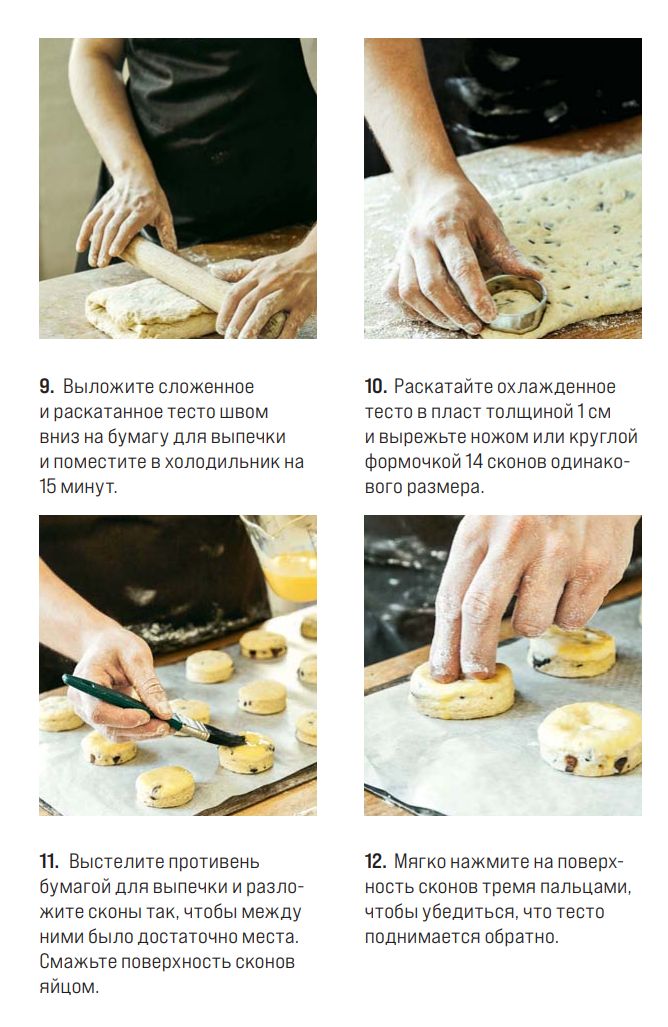 9. Выложите сложенное
и раскатанное тесто швом
вниз на бумагу для выпечки
и поместите в холодильник на
15 минут.
10. Раскатайте охлажденное
тесто в пласт толщиной 1 см
и вырежьте ножом или круглой
формочкой 14 сконов одинако-
вого размера.
11. Выстелите противень
бумагой для выпечки и разло-
жите сконы так, чтобы между
ними было достаточно места.
Смажьте поверхность сконов
яйцом.
12. Мягко нажмите на поверх-
ность сконов тремя пальцами,
чтобы убедиться, что тесто
поднимается обратно.